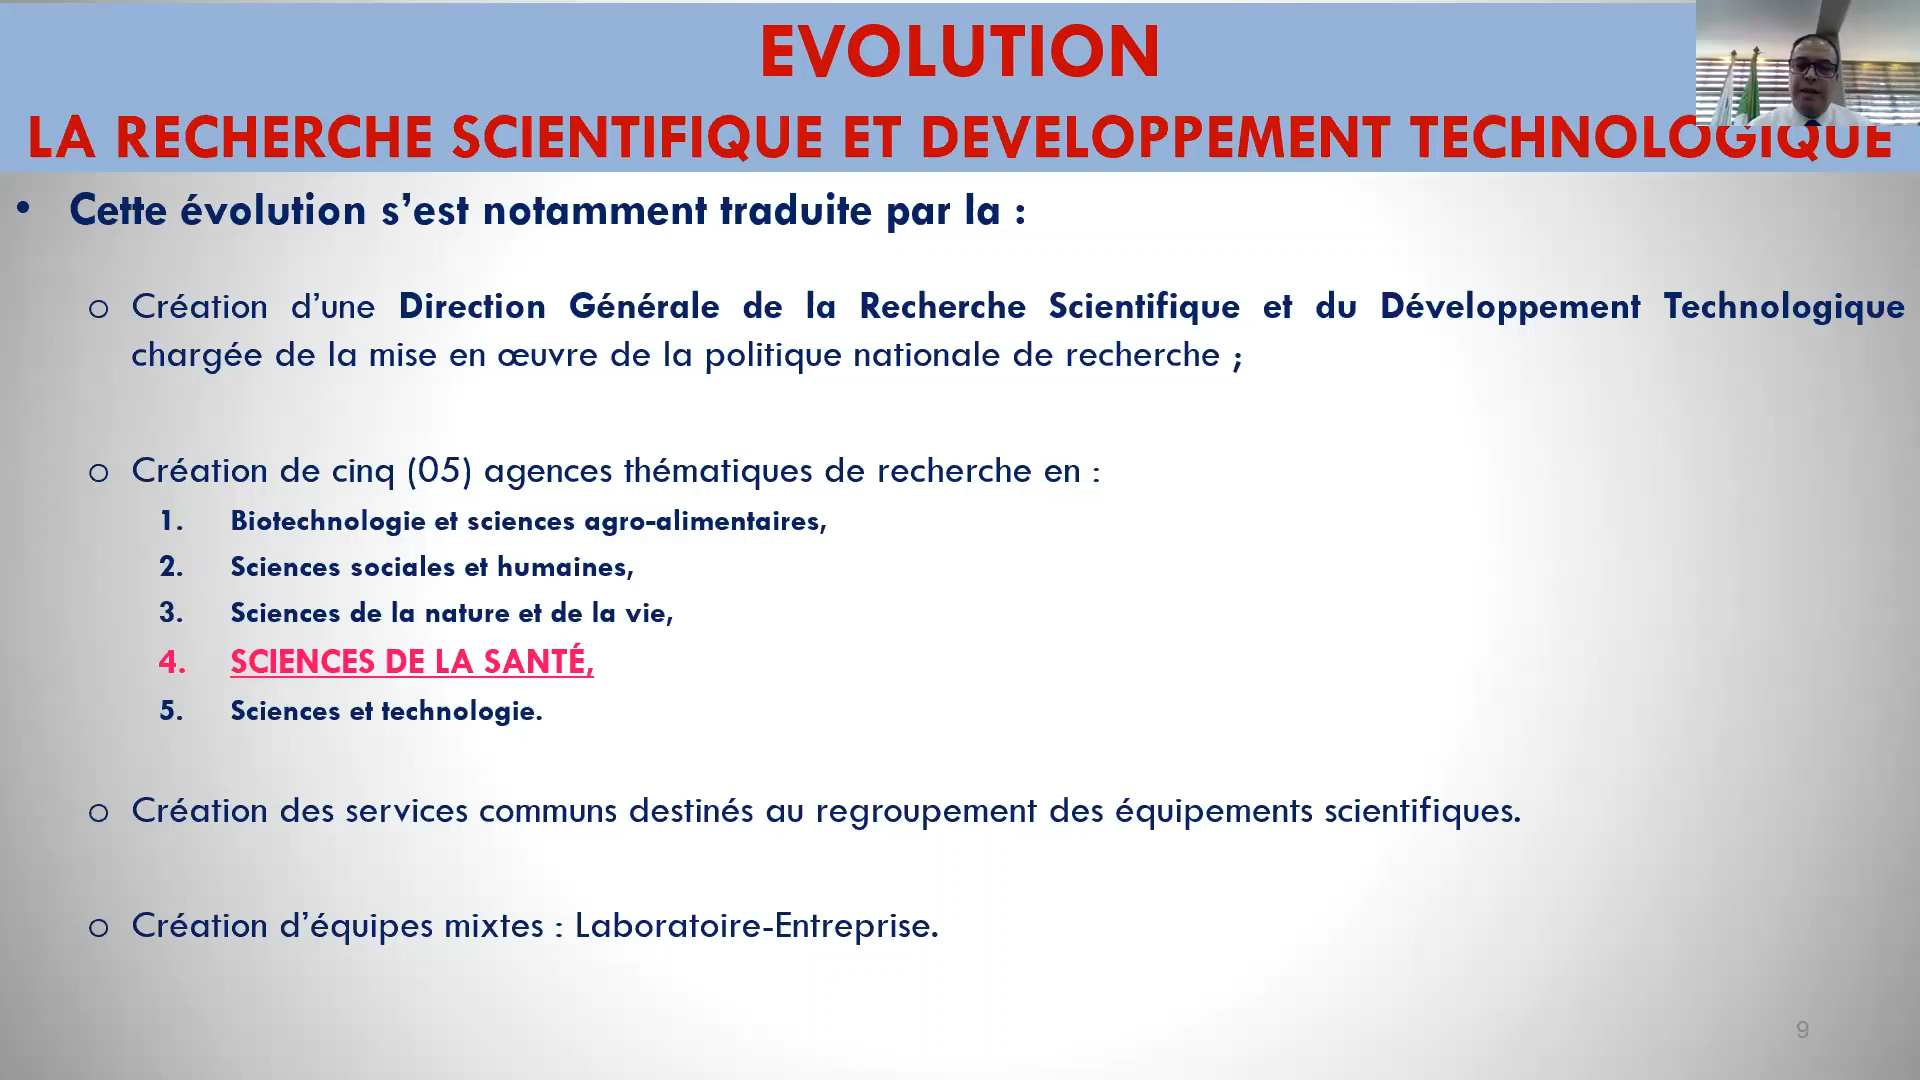 EVOLUTION
LA RECHERCHE SCIENTIFIQUE ET DEVELOPPEMENT TECHNOLOGIQUE
• Cette évolution s’est notamment traduite par la :
o Création d’une Direction Générale de la Recherche Scientifique et du Développement Technologique
chargée de la mise en œuvre de la politique nationale de recherche ;
o Création de cinq (05) agences thématiques de recherche en :
1. Biotechnologie et sciences agro-alimentaires,
2. Sciences sociales et humaines,
3. Sciences de la nature et de la vie,
4. SCIENCES DE LA SANTÉ,
5. Sciences et technologie.
o Création des services communs destinés au regroupement des équipements scientifiques.
o Création d’équipes mixtes : Laboratoire-Entreprise.
9